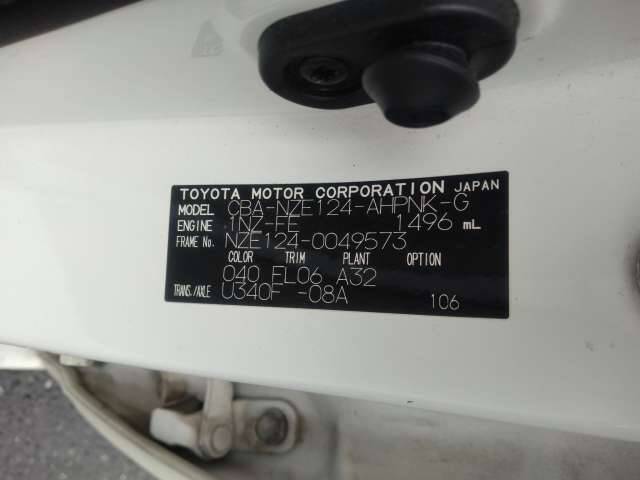 TOYOTA MOTOR CORPORATION JAPAN
MODEL CBA-NZE124-AHPNK-G
ENGINE 1NZ-FE 1496 mL
FRAME No. NZE124-0049573
COLOR TRIM PLANT OPTION
040 FL06 A32
TRANS./AXLE U340F -08A 106